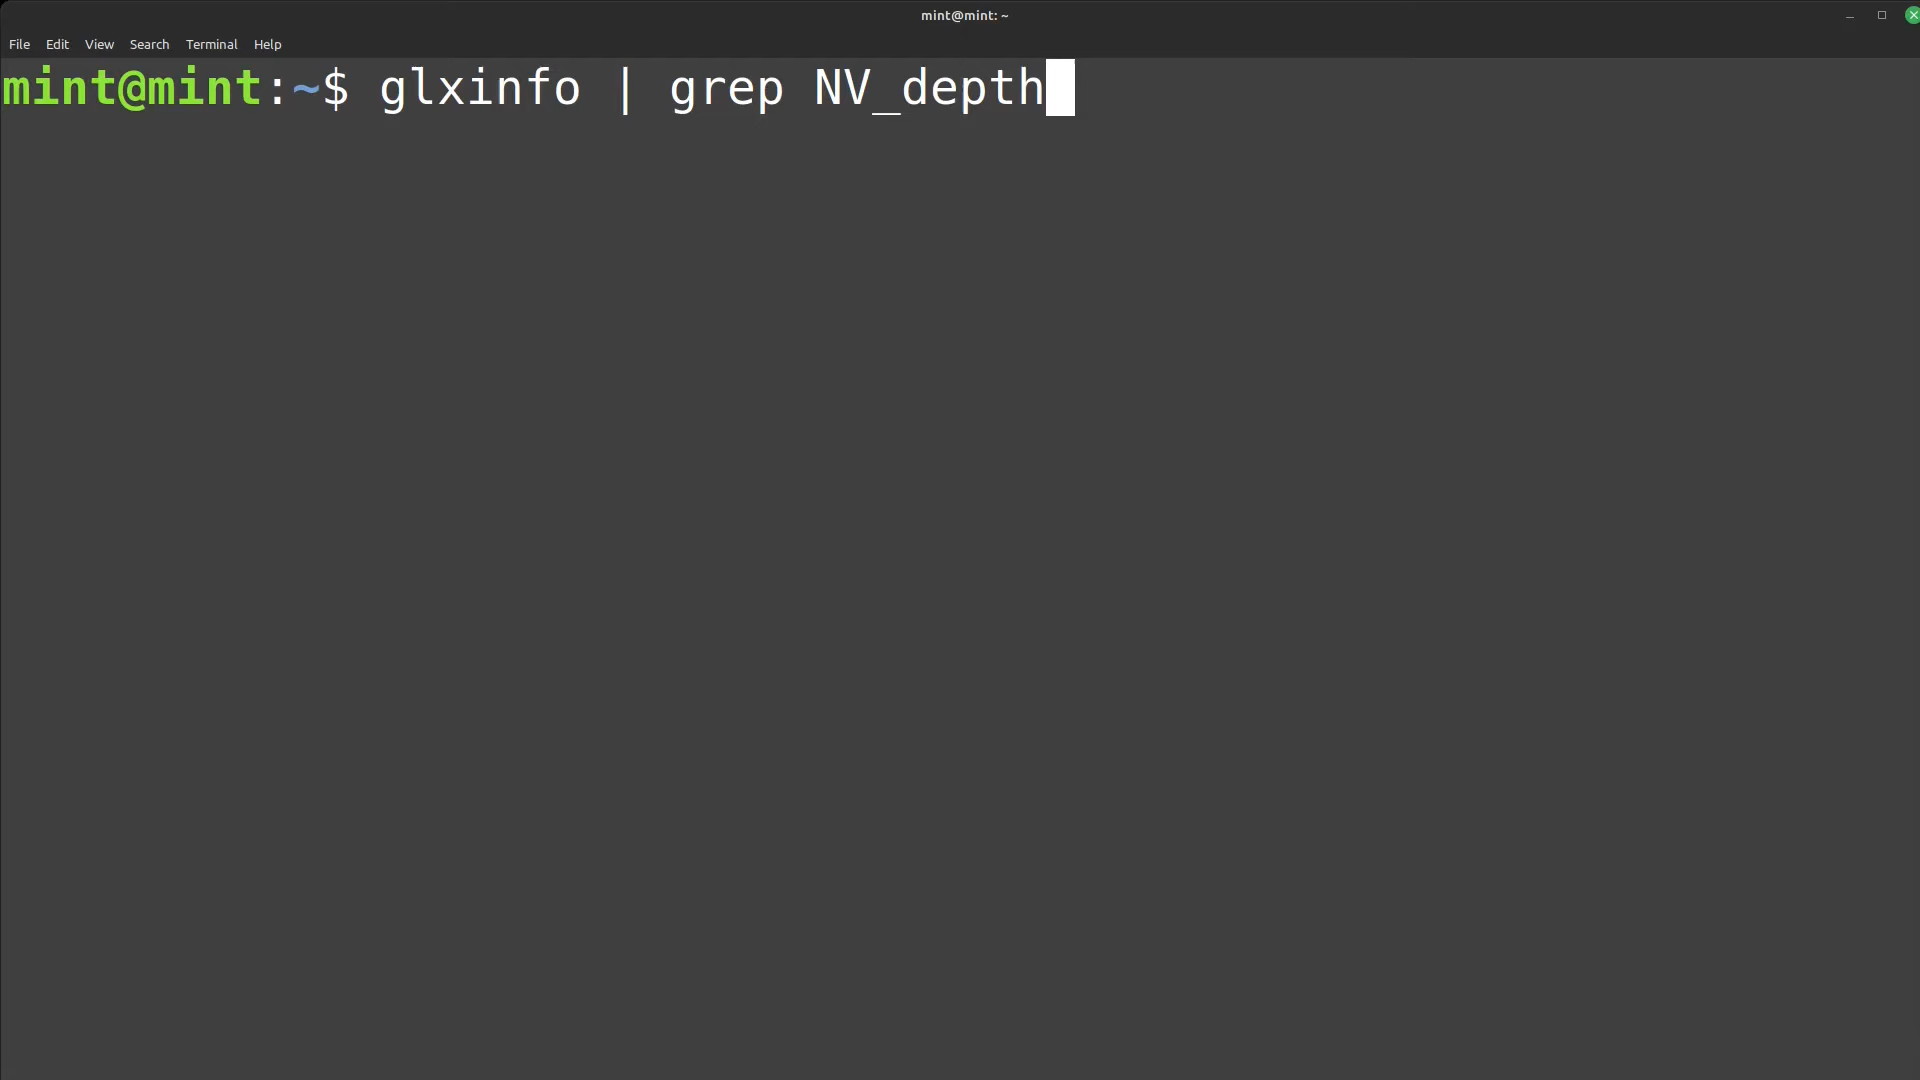 mint@mint: ~
File Edit View Search Terminal Help
mint@mint:~$ glxinfo | grep NV_depth